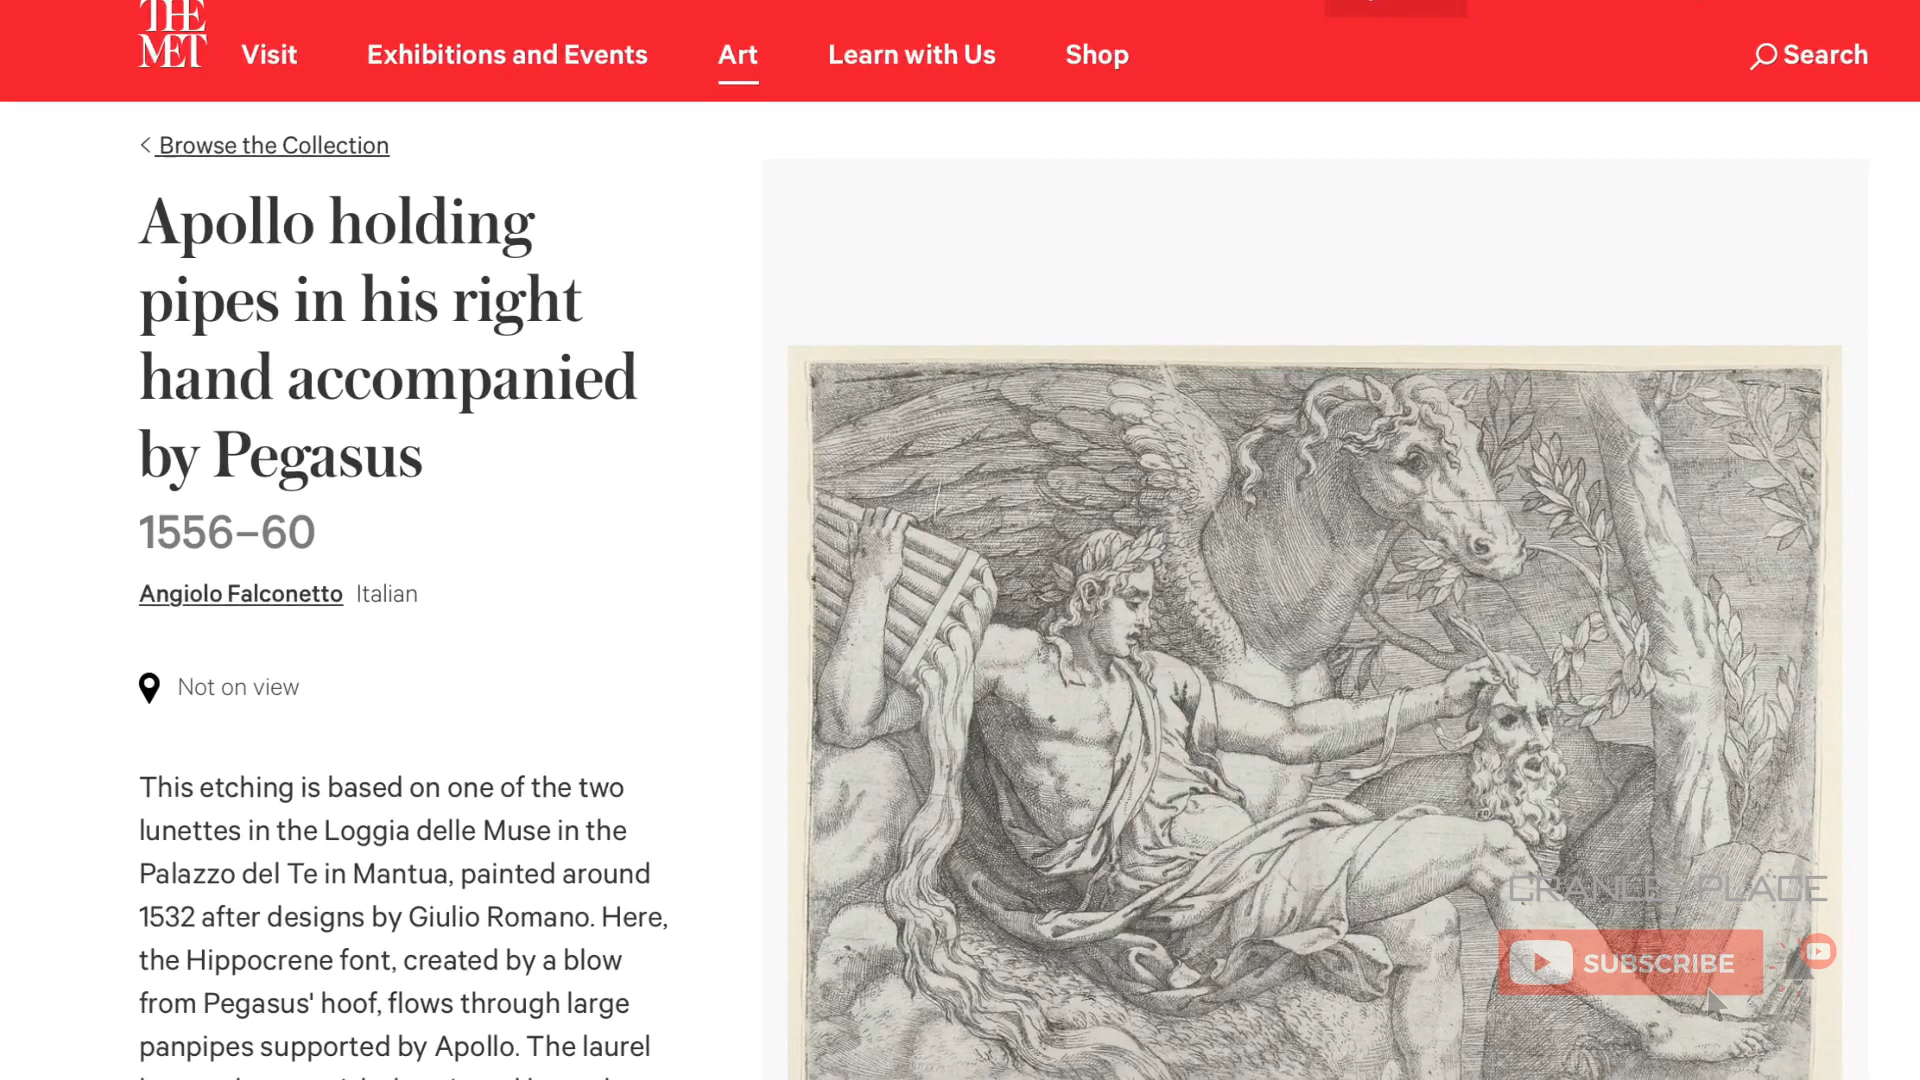 THE
MET
Visit
Exhibitions and Events
Art
Learn with Us
Shop
Search
Browse the Collection
Apollo holding
pipes in his right
hand accompanied
by Pegasus
1556–60
Angiolo Falconetto Italian
Not on view
This etching is based on one of the two
lunettes in the Loggia delle Muse in the
Palazzo del Te in Mantua, painted around
1532 after designs by Giulio Romano. Here,
the Hippocrene font, created by a blow
from Pegasus' hoof, flows through large
panpipes supported by Apollo. The laurel
PLACE
SUBSCRIBE